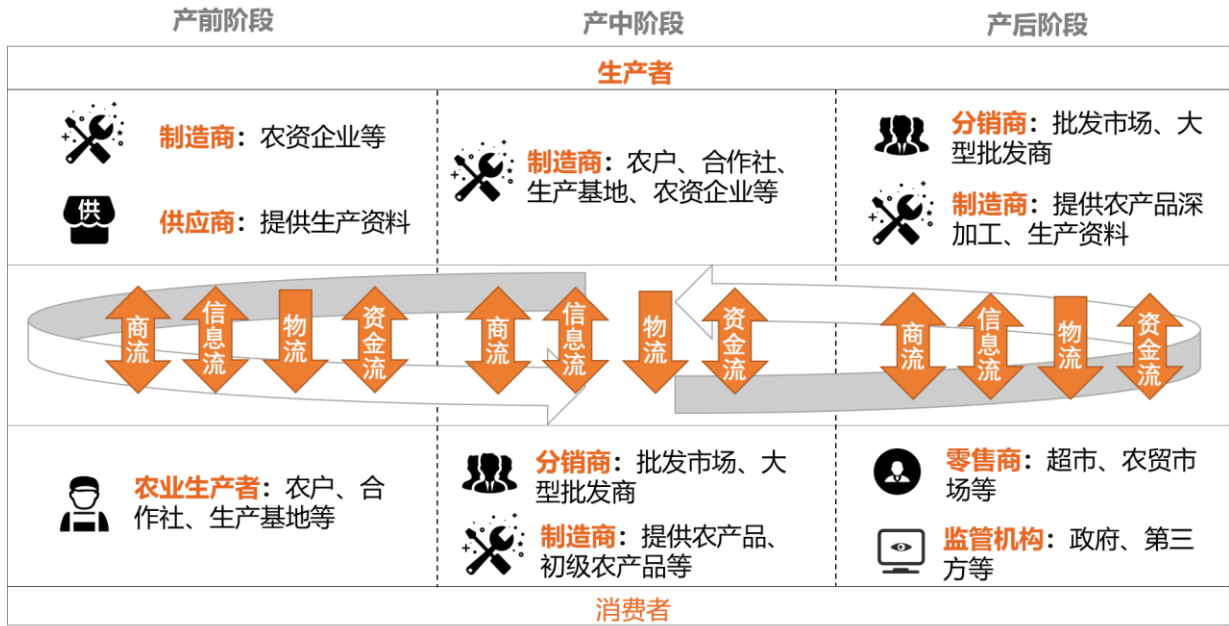 产前阶段
产中阶段
产后阶段
生产者
制造商：农资企业等
供
供应商：提供生产资料
制造商：农户、合作社、
生产基地、农资企业等
分销商：批发市场、大
型批发商
制造商：提供农产品深
加工、生产资料
商流
信息流
物流
资金流
商流
信息流
物流
资金流
商流
信息流
物流
资金流
农业生产者：农户、合
作社、生产基地等
分销商：批发市场、大
型批发商
制造商：提供农产品、
初级农产品等
零售商：超市、农贸市
场等
监管机构：政府、第三
方等
消费者